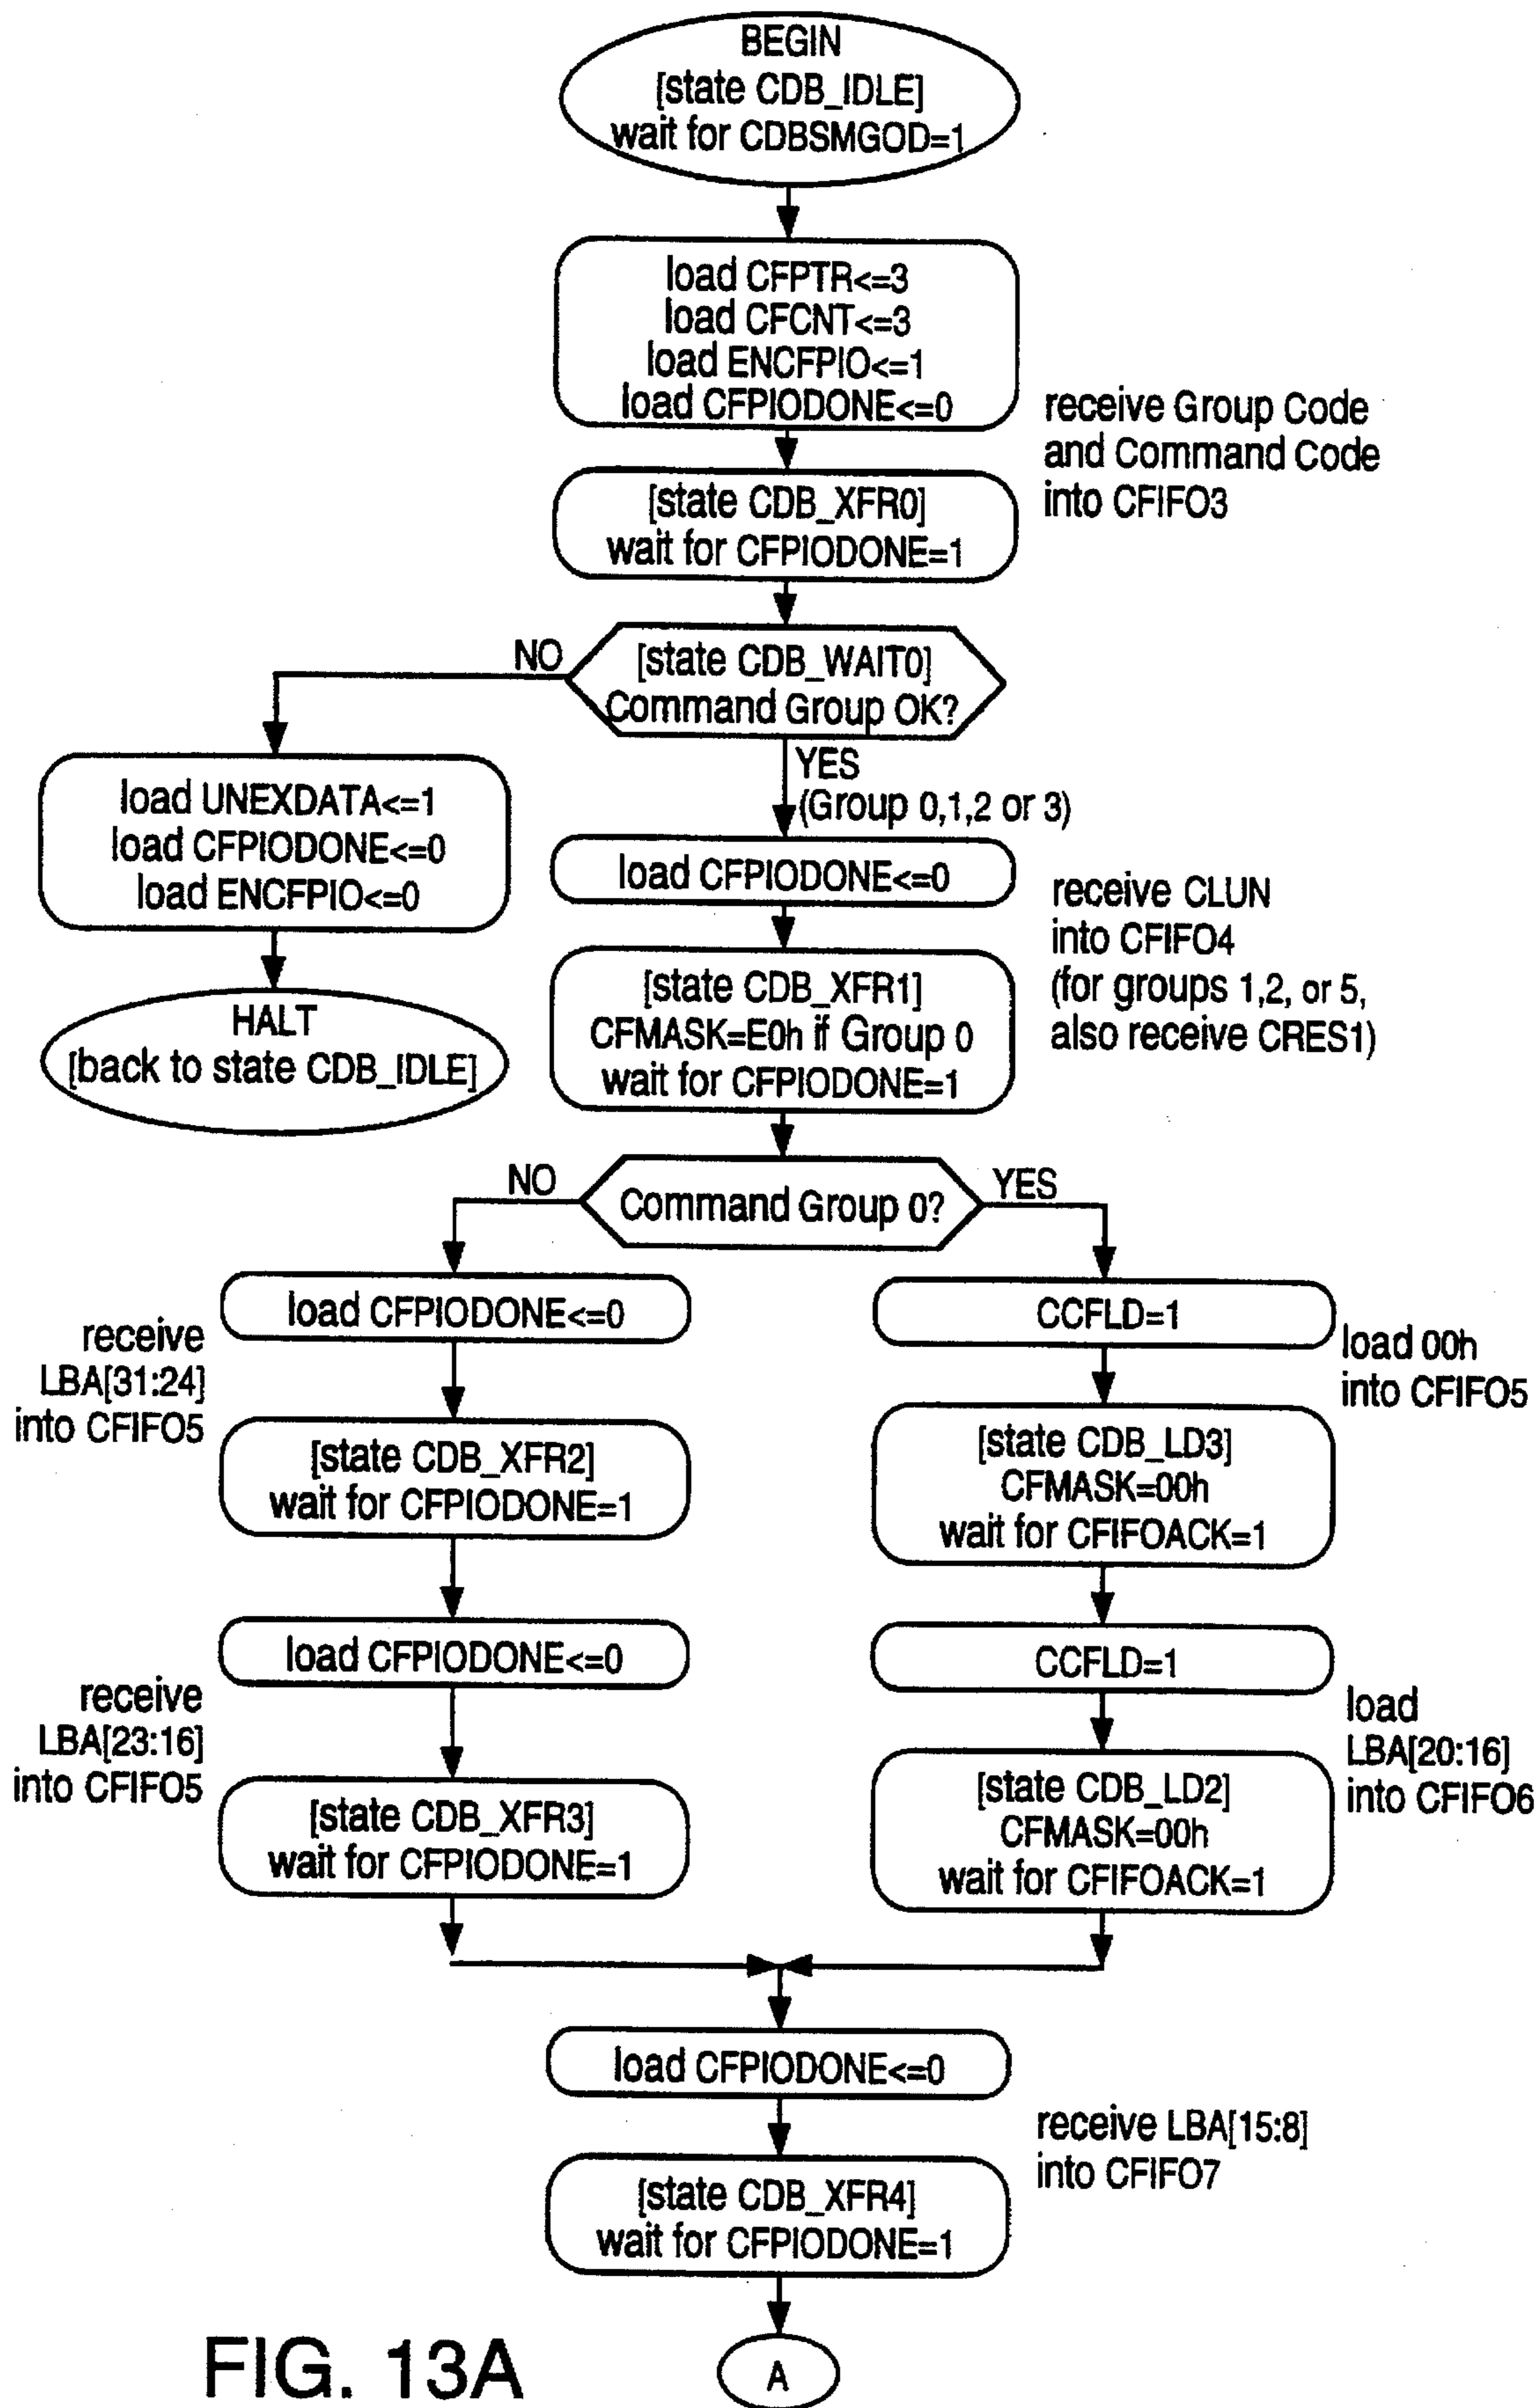 BEGIN
[state CDB_IDLE]
wait for CDBSMGOD=1
load CFPTR<=3
load CFCNT<=3
load ENCFPIO<=1
load CFPIODONE<=0
receive Group Code
and Command Code
into CFIFO3
[state CDB_XFR0]
wait for CFPIODONE=1
NO
[state CDB_WAIT0]
Command Group OK?
YES
(Group 0,1,2 or 3)
load UNEXDATA<=1
load CFPIODONE<=0
load ENCFPIO<=0
HALT
[back to state CDB_IDLE]
load CFPIODONE<=0
receive CLUN
into CFIFO4
(for groups 1,2, or 5,
also receive CRES1)
[state CDB_XFR1]
CFMASK=E0h if Group 0
wait for CFPIODONE=1
NO
Command Group 0?
YES
load CFPIODONE<=0
receive
LBA[31:24]
into CFIFO5
[state CDB_XFR2]
wait for CFPIODONE=1
load CFPIODONE<=0
receive
LBA[23:16]
into CFIFO5
[state CDB_XFR3]
wait for CFPIODONE=1
CCFLD=1
load 00h
into CFIFO5
[state CDB_LD3]
CFMASK=00h
wait for CFIFOACK=1
CCFLD=1
load
LBA[20:16]
into CFIFO6
[state CDB_LD2]
CFMASK=00h
wait for CFIFOACK=1
load CFPIODONE<=0
receive LBA[15:8]
into CFIFO7
[state CDB_XFR4]
wait for CFPIODONE=1
A
FIG. 13A